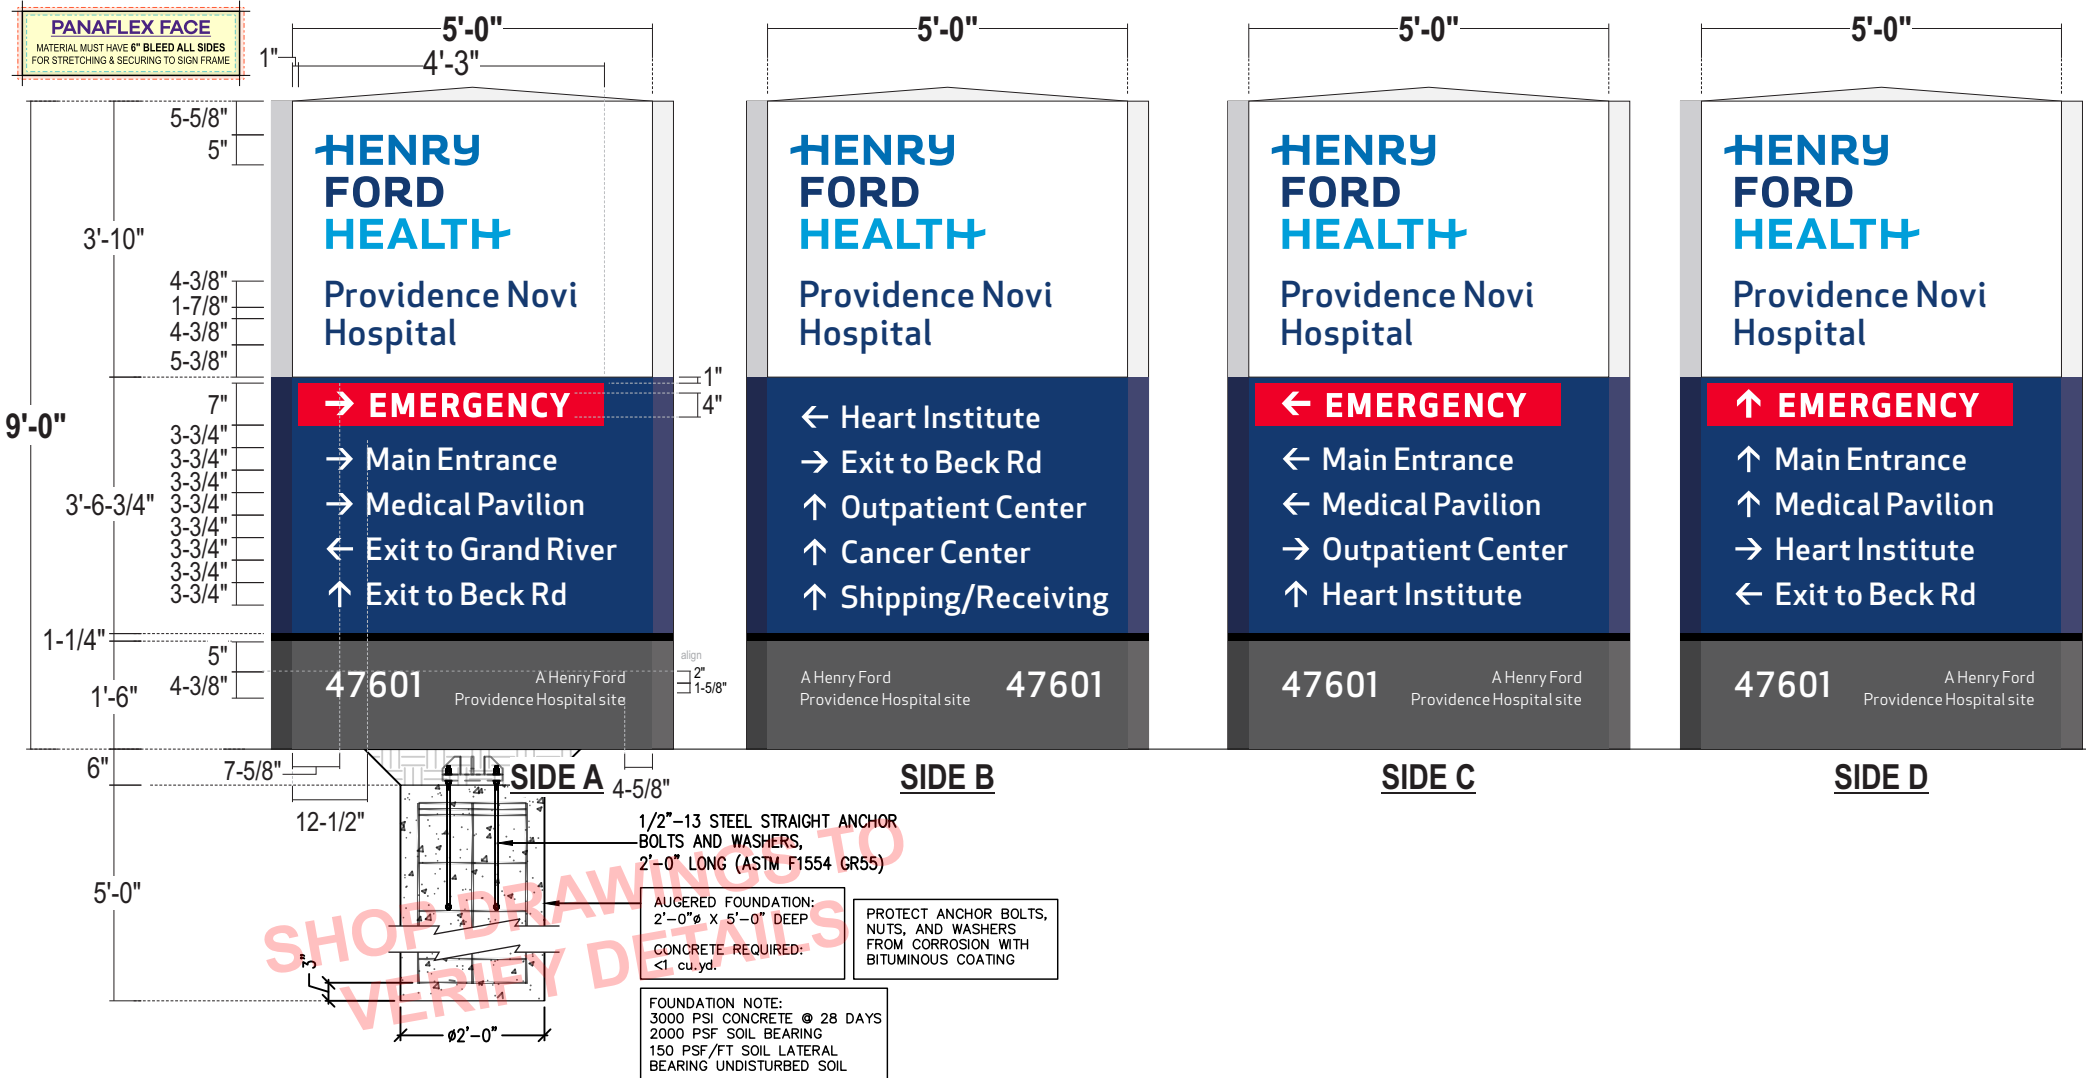 PANAFLEX FACE
MATERIAL MUST HAVE 6" BLEED ALL SIDES
FOR STRETCHING & SECURING TO SIGN FRAME
5'-0"
1"
4'-3"
5'-0"
5'-0"
5'-0"
9'-0"
3'-10"
3'-6-3/4"
1-1/4"
1'-6"
6"
5'-0"
5-5/8"
5"
4-3/8"
1-7/8"
4-3/8"
5-3/8"
7"
3-3/4"
3-3/4"
3-3/4"
3-3/4"
3-3/4"
3-3/4"
3-3/4"
3-3/4"
5"
4-3/8"
HENRY
FORD
HEALTH
Providence Novi
Hospital
→ EMERGENCY
→ Main Entrance
→ Medical Pavilion
← Exit to Grand River
↑ Exit to Beck Rd
47601
A Henry Ford
Providence Hospital site
1"
4"
align
2"
1-5/8"
7-5/8"
12-1/2"
4-5/8"
SIDE A
HENRY
FORD
HEALTH
Providence Novi
Hospital
← Heart Institute
→ Exit to Beck Rd
↑ Outpatient Center
↑ Cancer Center
↑ Shipping/Receiving
A Henry Ford
Providence Hospital site
47601
SIDE B
HENRY
FORD
HEALTH
Providence Novi
Hospital
← EMERGENCY
← Main Entrance
← Medical Pavilion
→ Outpatient Center
↑ Heart Institute
47601
A Henry Ford
Providence Hospital site
SIDE C
HENRY
FORD
HEALTH
Providence Novi
Hospital
↑ EMERGENCY
↑ Main Entrance
↑ Medical Pavilion
→ Heart Institute
← Exit to Beck Rd
47601
A Henry Ford
Providence Hospital site
SIDE D
1/2"-13 STEEL STRAIGHT ANCHOR
BOLTS AND WASHERS,
2'-0" LONG (ASTM F1554 GR55)
AUGERED FOUNDATION:
2'-0"ø X 5'-0" DEEP
CONCRETE REQUIRED:
<1 cu.yd.
PROTECT ANCHOR BOLTS,
NUTS, AND WASHERS
FROM CORROSION WITH
BITUMINOUS COATING
FOUNDATION NOTE:
3000 PSI CONCRETE @ 28 DAYS
2000 PSF SOIL BEARING
150 PSF/FT SOIL LATERAL
BEARING UNDISTURBED SOIL
3"
ø2'-0"
SHOP DRAWINGS TO
VERIFY DETAILS